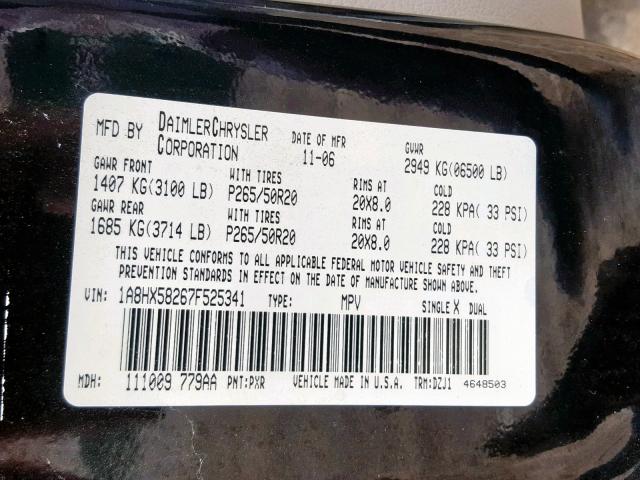 MFD BY DAIMLERCHRYSLER CORPORATION DATE OF MFR 11-06 GVWR 2949 KG(06500 LB)
GAWR FRONT WITH TIRES RIMS AT COLD
1407 KG(3100 LB) P265/50R20 20X8.0 228 KPA( 33 PSI)
GAWR REAR WITH TIRES RIMS AT COLD
1685 KG(3714 LB) P265/50R20 20X8.0 228 KPA( 33 PSI)
THIS VEHICLE CONFORMS TO ALL APPLICABLE FEDERAL MOTOR VEHICLE SAFETY AND THEFT
PREVENTION STANDARDS IN EFFECT ON THE DATE OF MANUFACTURE SHOWN ABOVE.
VIN: 1A8HX58267F525341 TYPE: MPV SINGLE X DUAL
MDH: 111009 779AA PNT:PXR VEHICLE MADE IN U.S.A. TRM:DZJ1 4648503